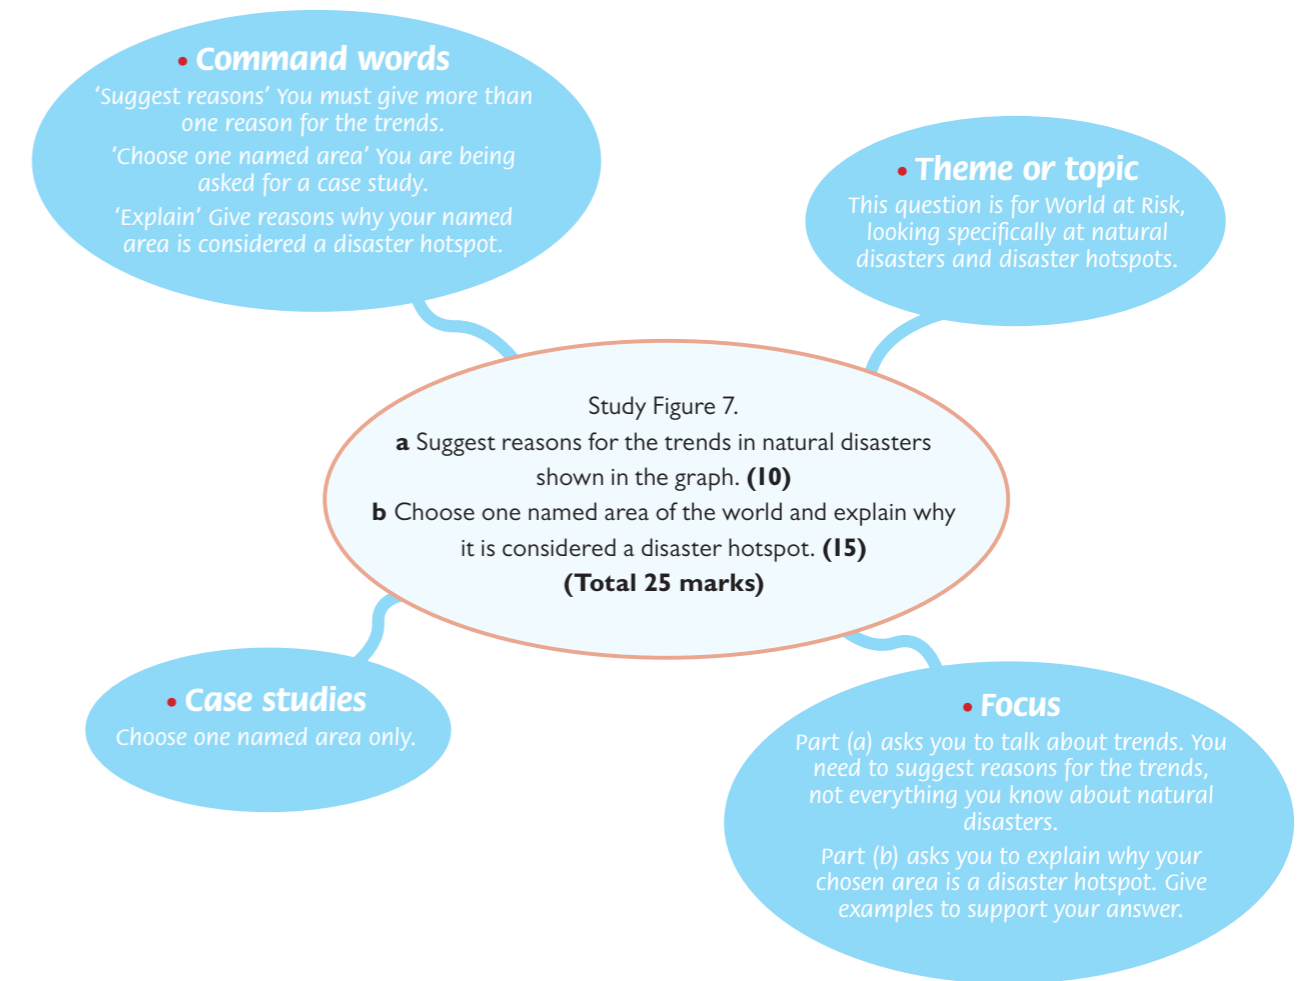 • Command words
‘Suggest reasons’ You must give more than
one reason for the trends.
‘Choose one named area’ You are being
asked for a case study.
‘Explain’ Give reasons why your named
area is considered a disaster hotspot.
• Theme or topic
This question is for World at Risk,
looking specifically at natural
disasters and disaster hotspots.
Study Figure 7.
a Suggest reasons for the trends in natural disasters
shown in the graph. (10)
b Choose one named area of the world and explain why
it is considered a disaster hotspot. (15)
(Total 25 marks)
• Case studies
Choose one named area only.
• Focus
Part (a) asks you to talk about trends. You
need to suggest reasons for the trends,
not everything you know about natural
disasters.
Part (b) asks you to explain why your
chosen area is a disaster hotspot. Give
examples to support your answer.